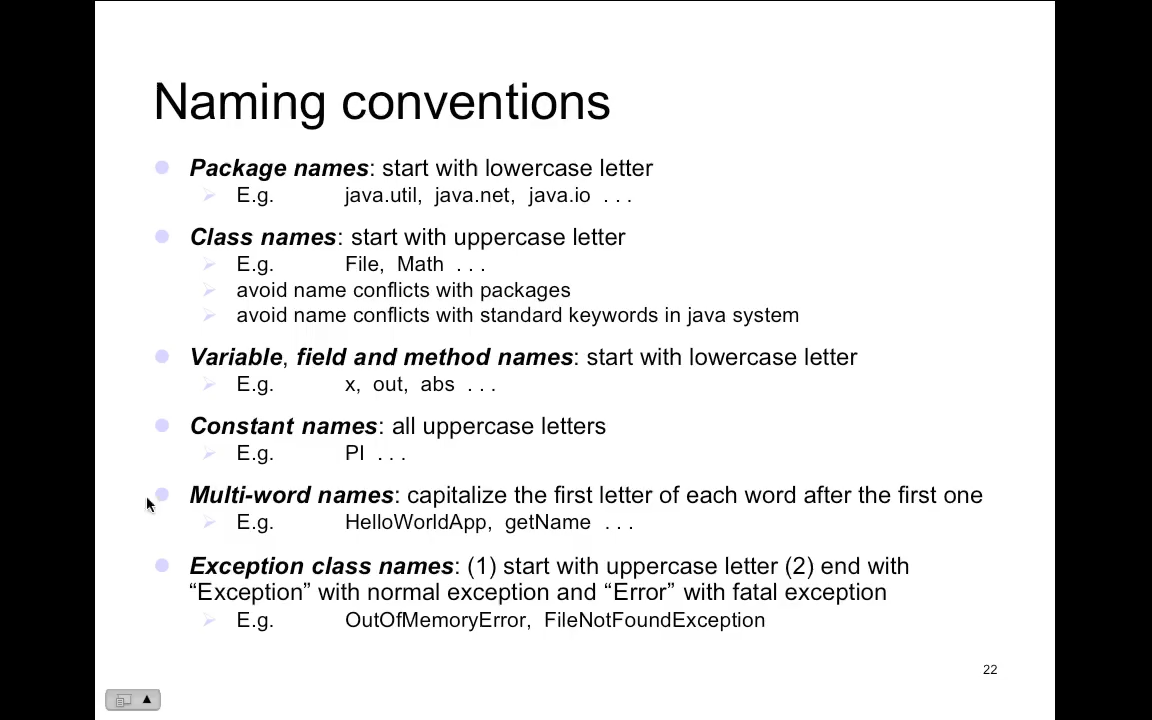 Naming conventions
Package names: start with lowercase letter
E.g. java.util, java.net, java.io . . .
Class names: start with uppercase letter
E.g. File, Math . . .
avoid name conflicts with packages
avoid name conflicts with standard keywords in java system
Variable, field and method names: start with lowercase letter
E.g. x, out, abs . . .
Constant names: all uppercase letters
E.g. PI . . .
Multi-word names: capitalize the first letter of each word after the first one
E.g. HelloWorldApp, getName . . .
Exception class names: (1) start with uppercase letter (2) end with
“Exception” with normal exception and “Error” with fatal exception
E.g. OutOfMemoryError, FileNotFoundException
22